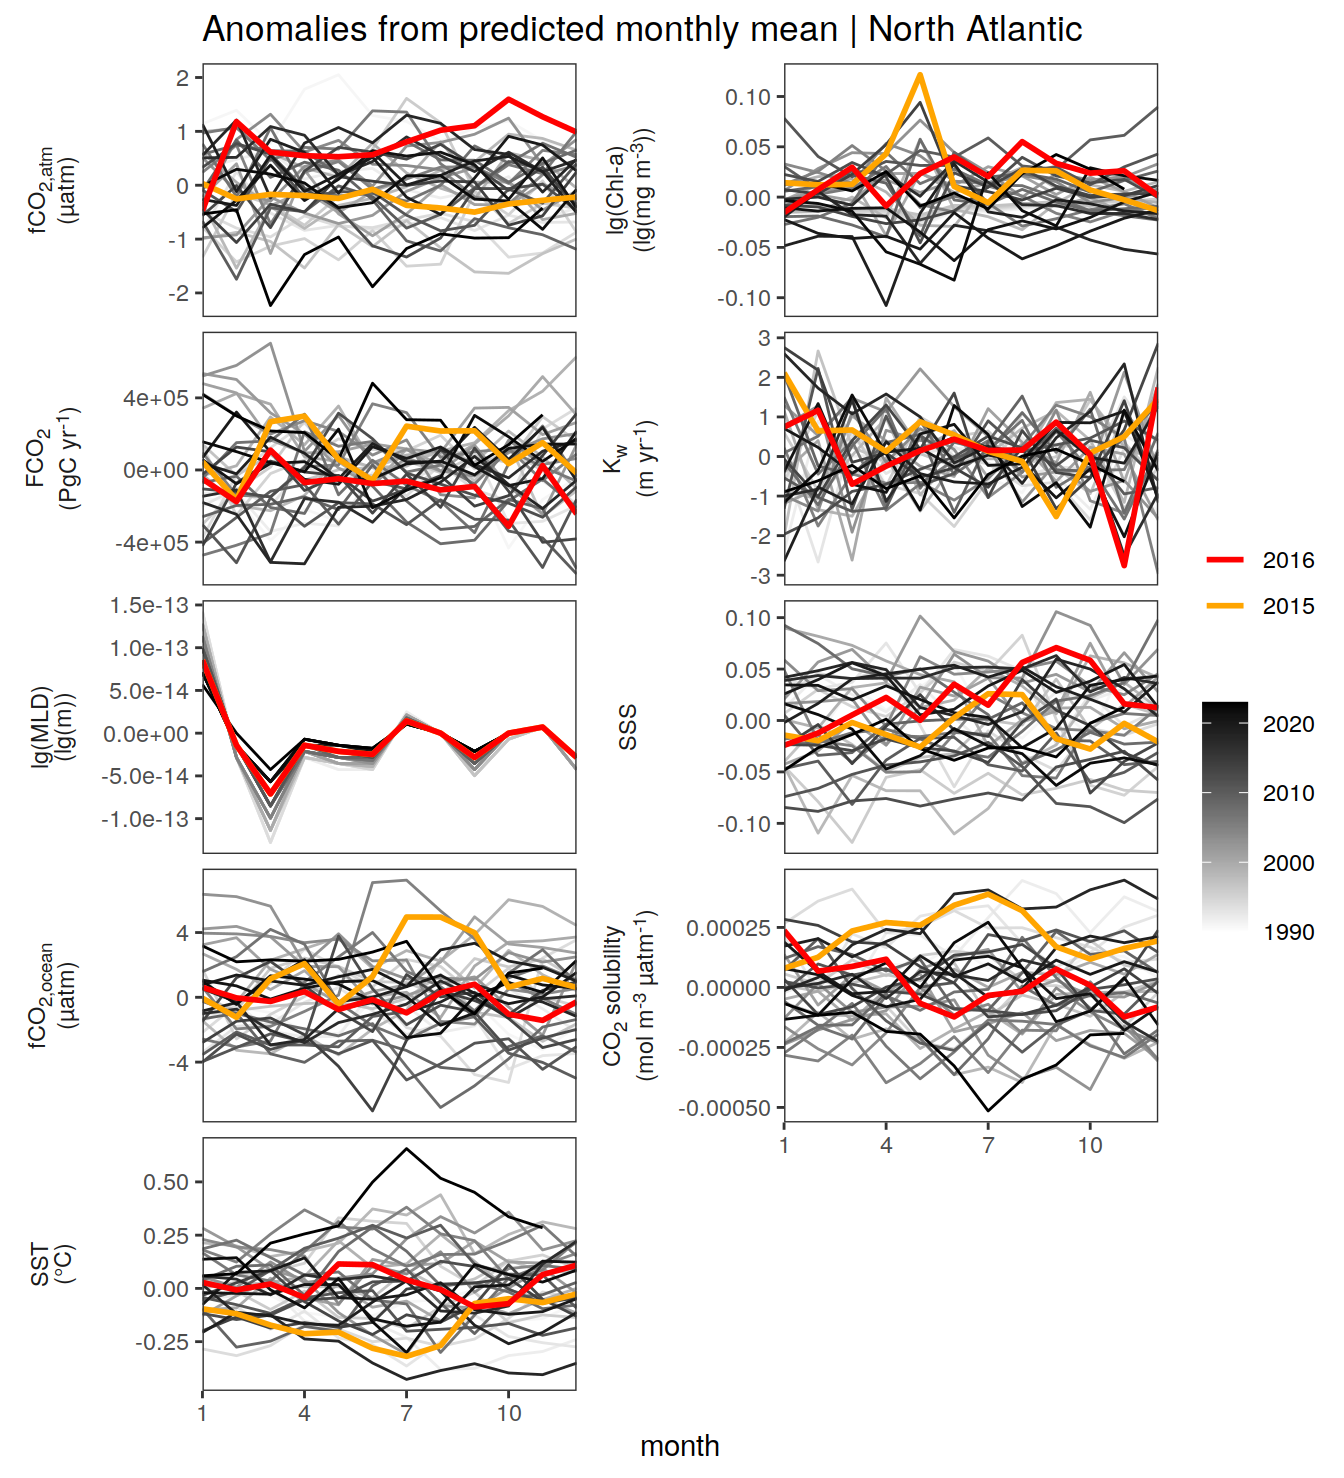 Anomalies from predicted monthly mean | North Atlantic
fCO2,atm
(µatm)
2
1
0
-1
-2
lg(Chl-a)
(lg(mg m-3))
0.10
0.05
0.00
-0.05
-0.10
FCO2
(PgC yr-1)
4e+05
0e+00
-4e+05
Kw
(m yr-1)
3
2
1
0
-1
-2
-3
lg(MLD)
(lg(m))
1.5e-13
1.0e-13
5.0e-14
0.0e+00
-5.0e-14
-1.0e-13
SSS
0.10
0.05
0.00
-0.05
-0.10
fCO2,ocean
(µatm)
4
0
-4
CO2 solubility
(mol m-3 µatm-1)
0.00025
0.00000
-0.00025
-0.00050
1 4 7 10
SST
(°C)
0.50
0.25
0.00
-0.25
1 4 7 10
month
2016
2015
2020
2010
2000
1990